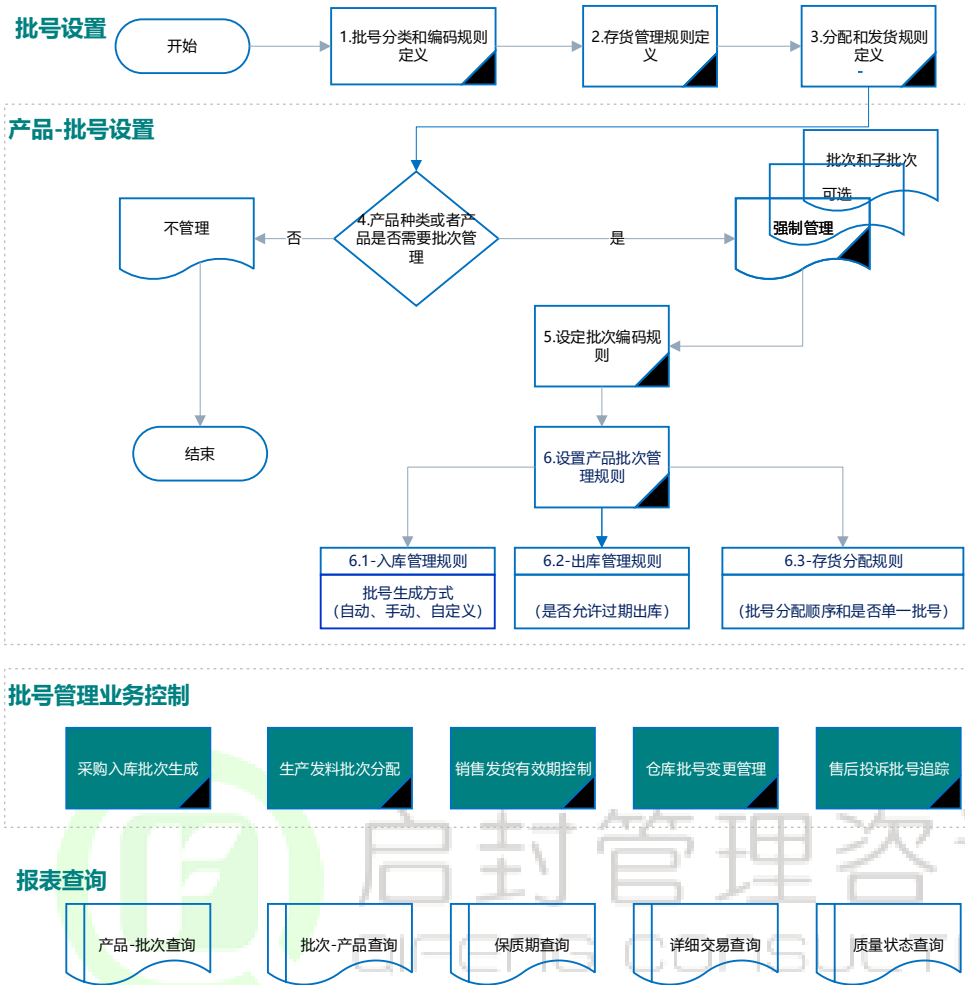 批号设置
开始
1.批号分类和编码规则
定义
2.存货管理规则定
义
3.分配和发货规则
定义
-
产品-批号设置
批次和子批次
可选
强制管理
不管理
否
4.产品种类或者产
品是否需要批次管
理
是
5.设定批次编码规
则
结束
6.设置产品批次管
理规则
6.1-入库管理规则
批号生成方式
（自动、手动、自定义）
6.2-出库管理规则
（是否允许过期出库）
6.3-存货分配规则
（批号分配顺序和是否单一批号）
批号管理业务控制
采购入库批次生成
生产发料批次分配
销售发货有效期控制
仓库批号变更管理
售后投诉批号追踪
启封管理咨
报表查询
产品-批次查询
批次-产品查询
保质期查询
详细交易查询
质量状态查询